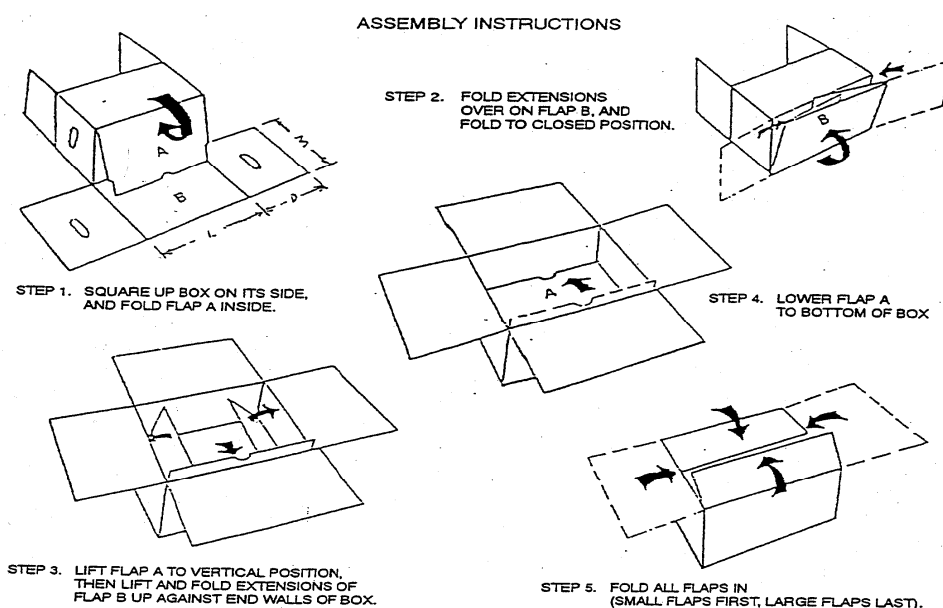 ASSEMBLY INSTRUCTIONS
A
B
W
L
D
STEP 1. SQUARE UP BOX ON ITS SIDE,
AND FOLD FLAP A INSIDE.
STEP 2. FOLD EXTENSIONS
OVER ON FLAP B, AND
FOLD TO CLOSED POSITION.
B
STEP 3. LIFT FLAP A TO VERTICAL POSITION,
THEN LIFT AND FOLD EXTENSIONS OF
FLAP B UP AGAINST END WALLS OF BOX.
A
STEP 4. LOWER FLAP A
TO BOTTOM OF BOX
STEP 5. FOLD ALL FLAPS IN
(SMALL FLAPS FIRST, LARGE FLAPS LAST).